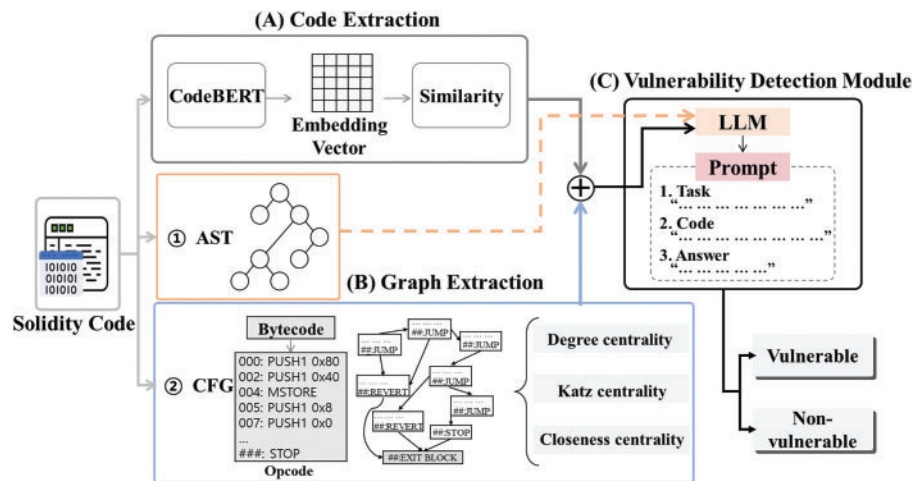 (A) Code Extraction
CodeBERT
Embedding
Vector
Similarity
(C) Vulnerability Detection Module
LLM
Prompt
1. Task
“... ... ... ... ... ... ...”
2. Code
“... ... ... ... ... ... ... ...”
3. Answer
“... ... ... ... ...”
Solidity Code
101010
010101
101010
① AST
(B) Graph Extraction
② CFG
Bytecode
000: PUSH1 0x80
002: PUSH1 0x40
004: MSTORE
005: PUSH1 0x8
007: PUSH1 0x0
...
###: STOP
Opcode
... ... ...
##:JUMP
... ... ...
##:JUMP
... ... ...
##:JUMP
... ... ...
##:REVERT
... ... ...
##:JUMP
... ... ...
##:REVERT
... ... ...
##:JUMP
##:STOP
##:EXIT BLOCK
Degree centrality
Katz centrality
Closeness centrality
Vulnerable
Non-
vulnerable